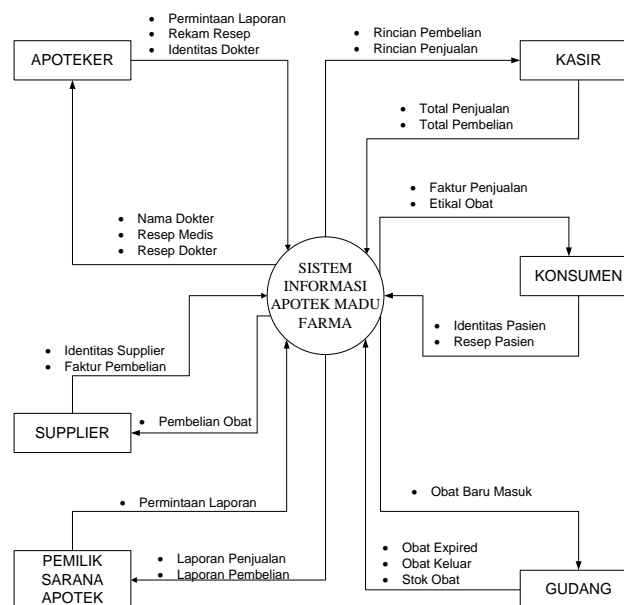 • Permintaan Laporan
• Rekam Resep
• Identitas Dokter
• Rincian Pembelian
• Rincian Penjualan
APOTEKER
KASIR
• Total Penjualan
• Total Pembelian
• Faktur Penjualan
• Etikal Obat
• Nama Dokter
• Resep Medis
• Resep Dokter
SISTEM
INFORMASI
APOTEK MADU
FARMA
KONSUMEN
• Identitas Pasien
• Resep Pasien
• Identitas Supplier
• Faktur Pembelian
SUPPLIER
• Pembelian Obat
• Permintaan Laporan
• Obat Baru Masuk
• Laporan Penjualan
• Laporan Pembelian
• Obat Expired
• Obat Keluar
• Stok Obat
PEMILIK
SARANA
APOTEK
GUDANG